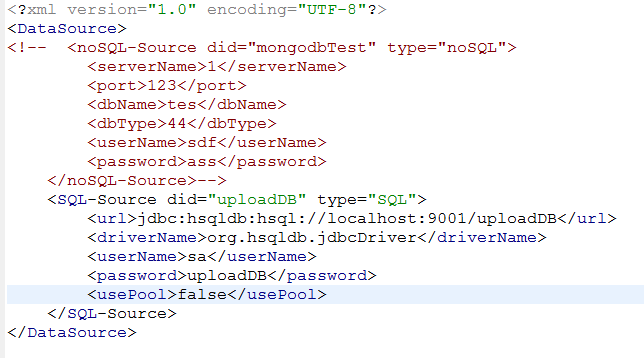 <?xml version="1.0" encoding="UTF-8"?>
<DataSource>
<!--  <noSQL-Source did="mongodbTest" type="noSQL">
        <serverName>1</serverName>
        <port>123</port>
        <dbName>tes</dbName>
        <dbType>44</dbType>
        <userName>sdf</userName>
        <password>ass</password>
    </noSQL-Source>-->
    <SQL-Source did="uploadDB" type="SQL">
        <url>jdbc:hsqldb:hsql://localhost:9001/uploadDB</url>
        <driverName>org.hsqldb.jdbcDriver</driverName>
        <userName>sa</userName>
        <password>uploadDB</password>
        <usePool>false</usePool>
    </SQL-Source>
</DataSource>